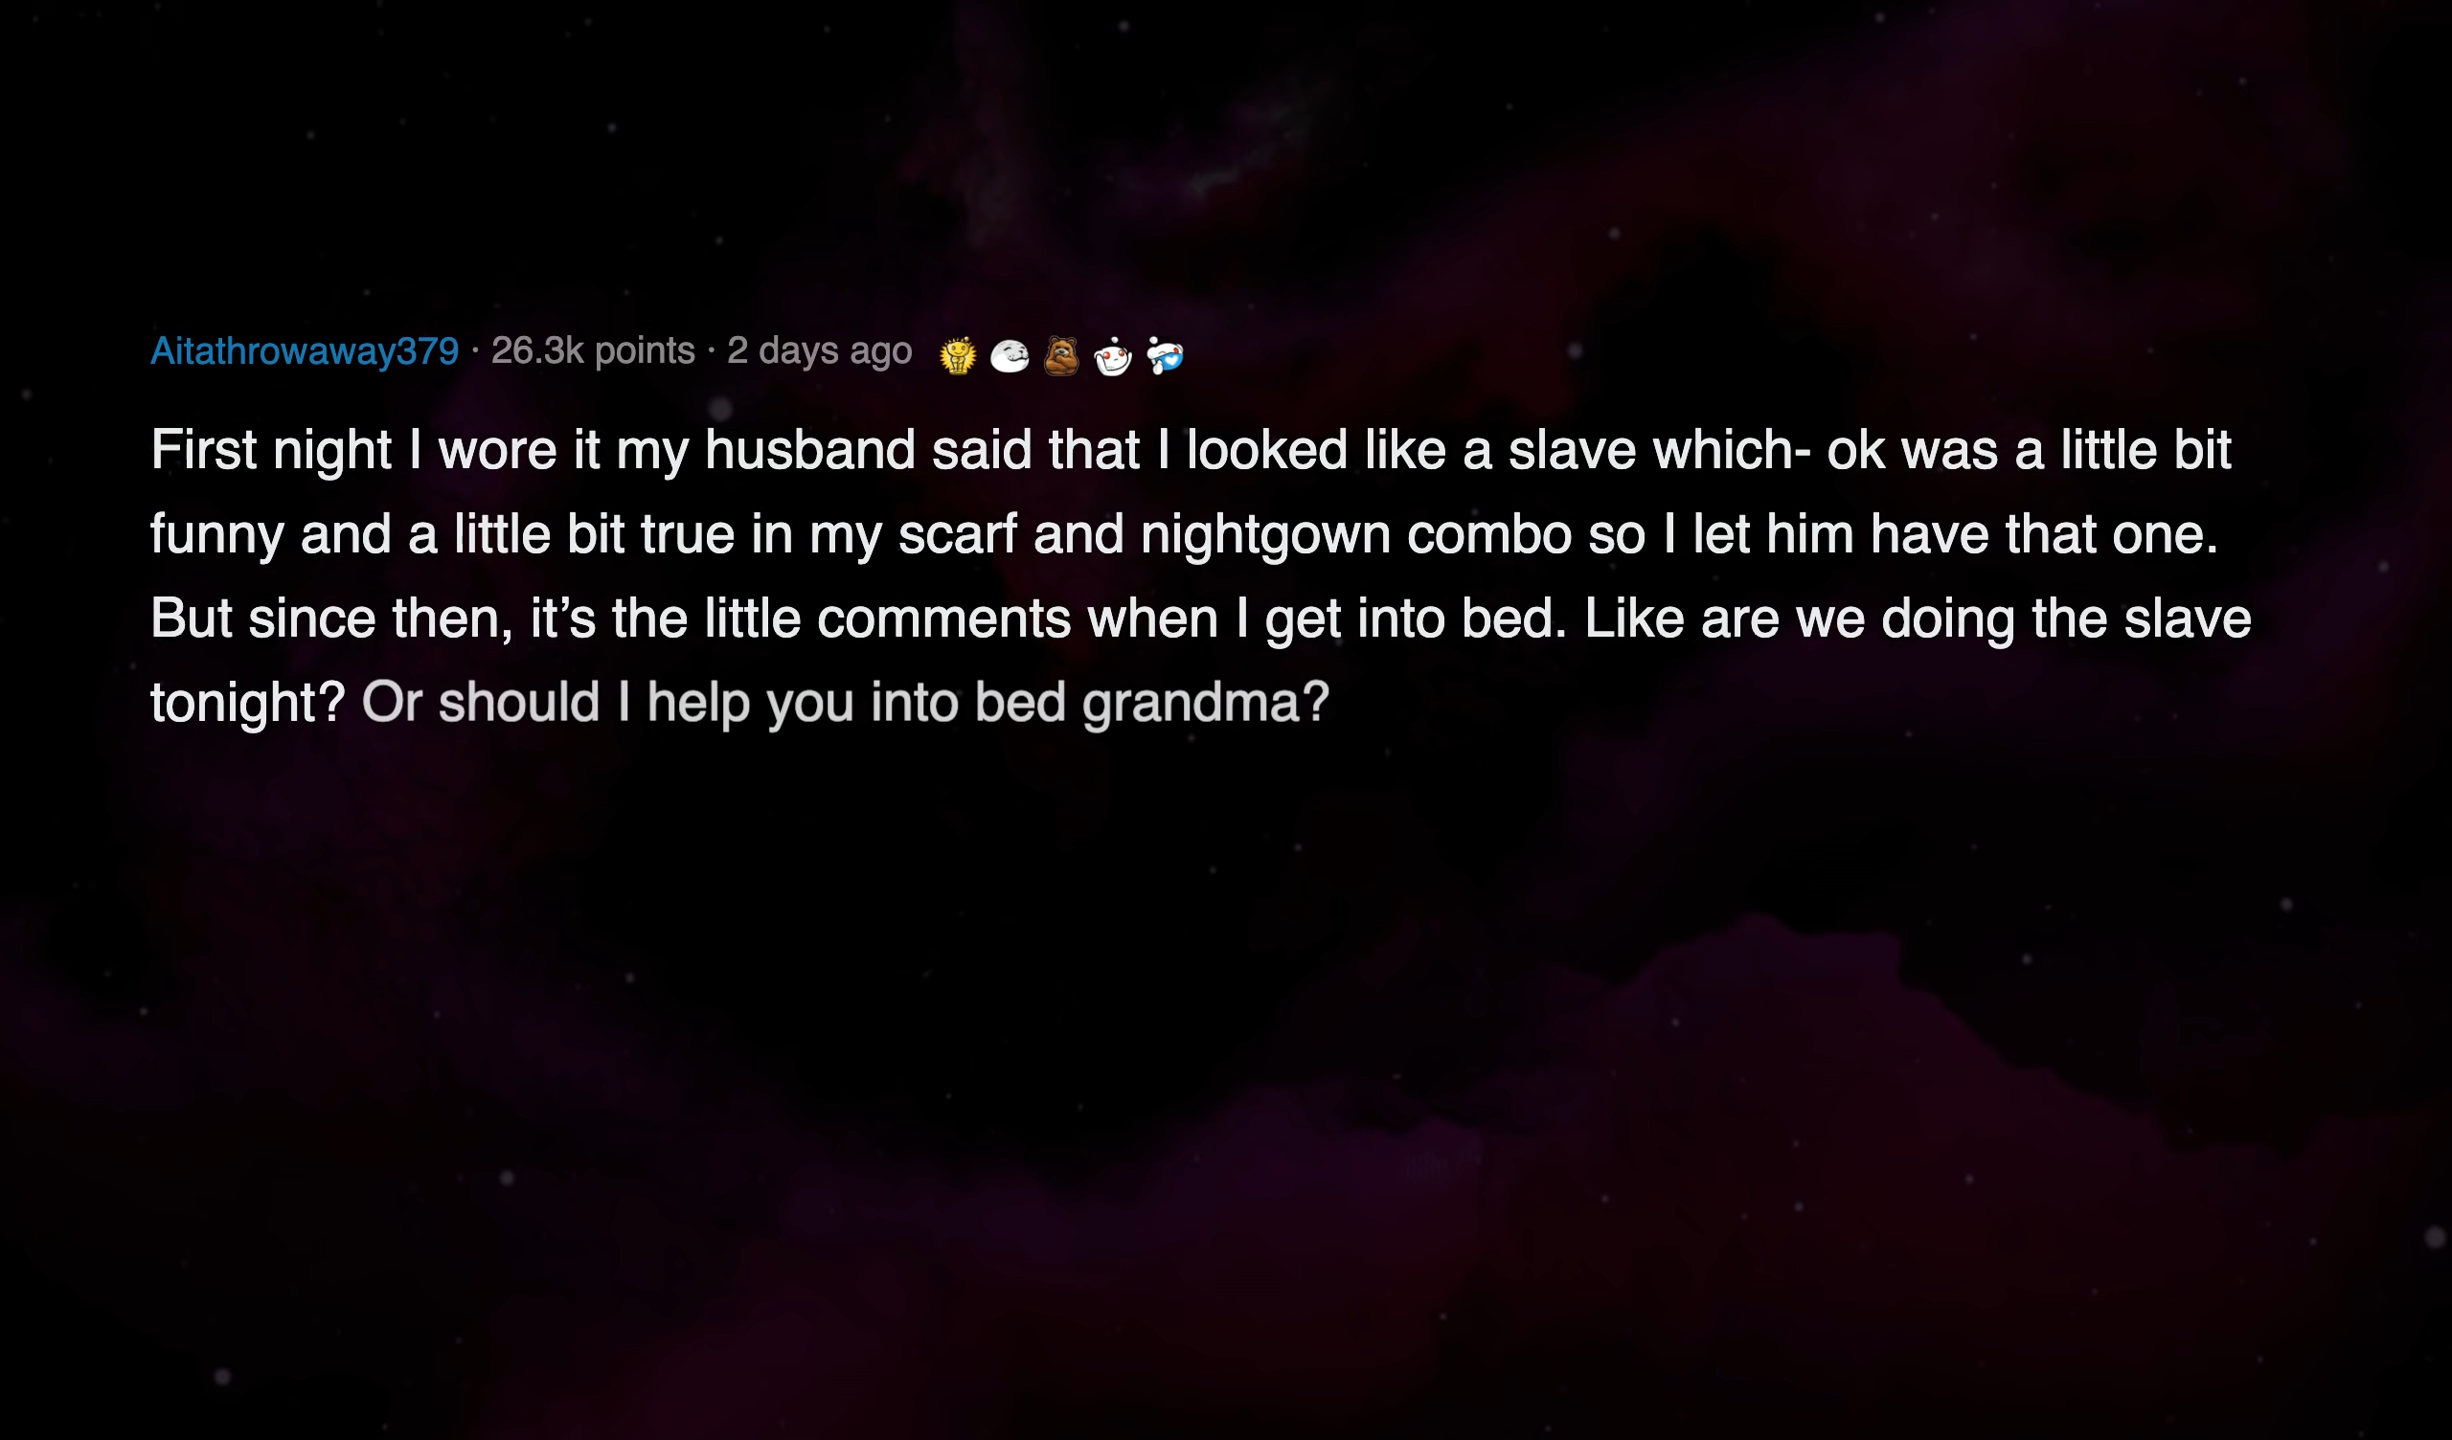 Aitathrowaway379 · 26.3k points · 2 days ago
First night I wore it my husband said that I looked like a slave which- ok was a little bit
funny and a little bit true in my scarf and nightgown combo so I let him have that one.
But since then, it’s the little comments when I get into bed. Like are we doing the slave
tonight? Or should I help you into bed grandma?